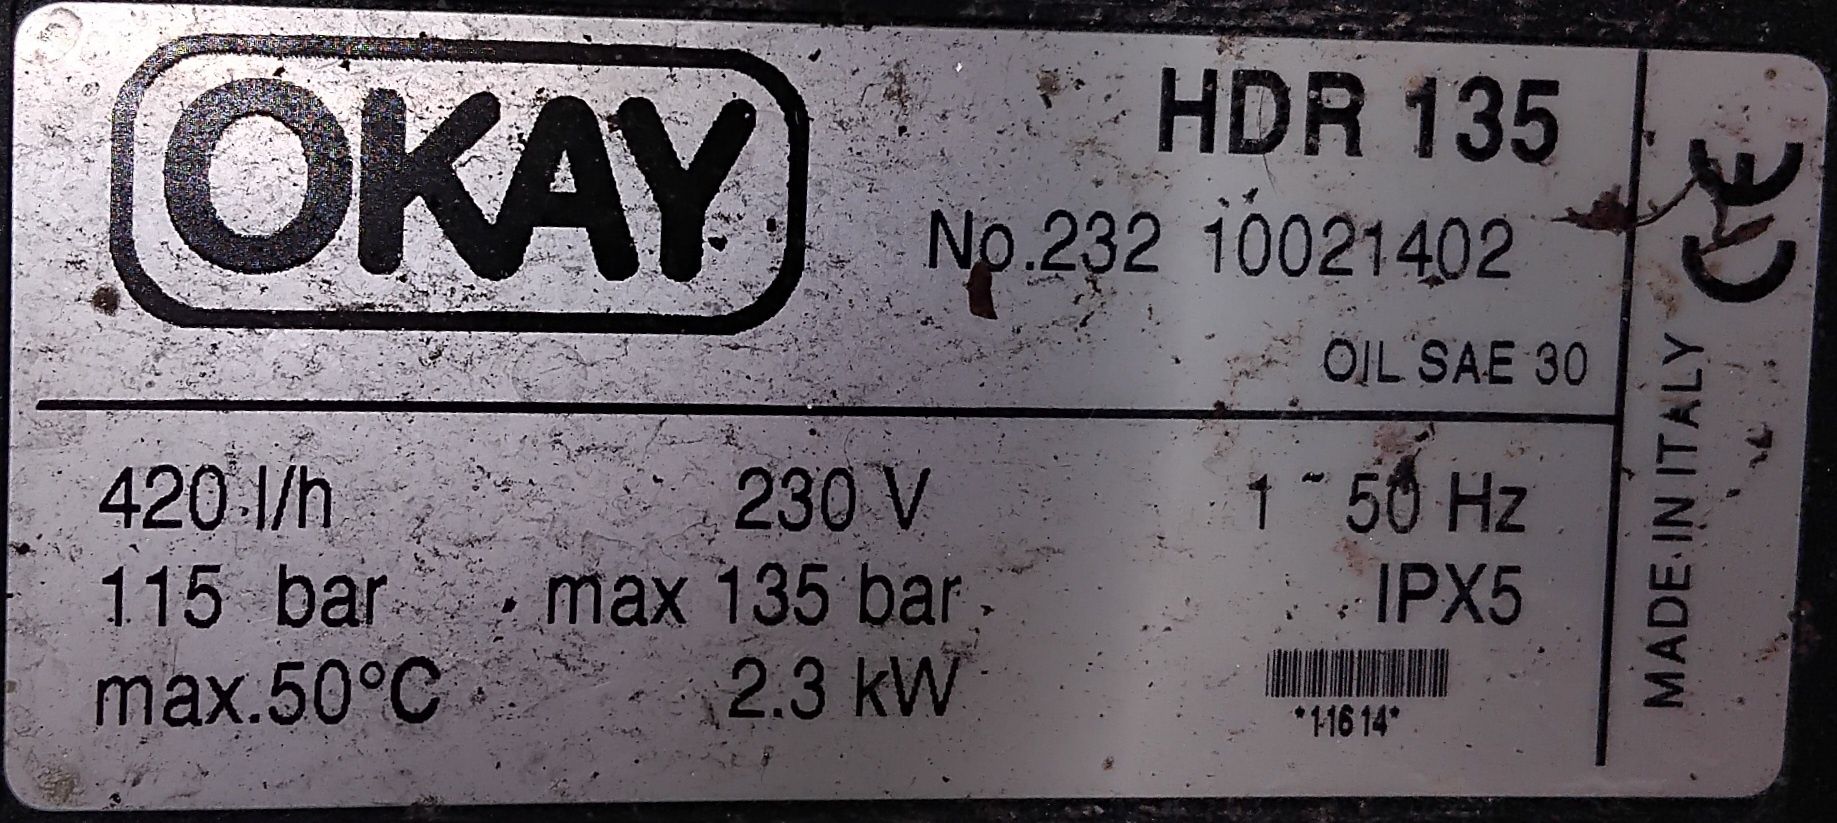 OKAY
HDR 135
No.232 10021402
OIL SAE 30
420 l/h 230 V 1 ~ 50 Hz
115 bar max 135 bar IPX5
max.50°C 2.3 kW
*11614*
CE
MADE IN ITALY